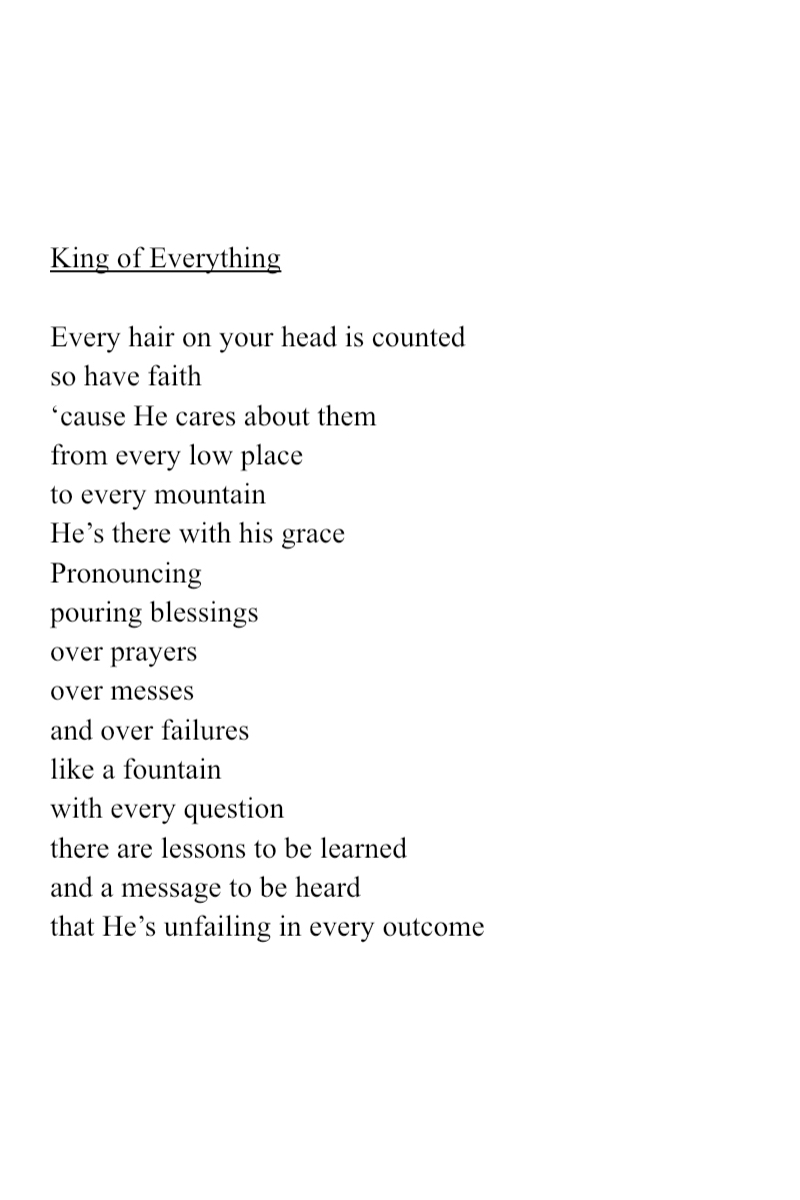 King of Everything
Every hair on your head is counted
so have faith
‘cause He cares about them
from every low place
to every mountain
He’s there with his grace
Pronouncing
pouring blessings
over prayers
over messes
and over failures
like a fountain
with every question
there are lessons to be learned
and a message to be heard
that He’s unfailing in every outcome